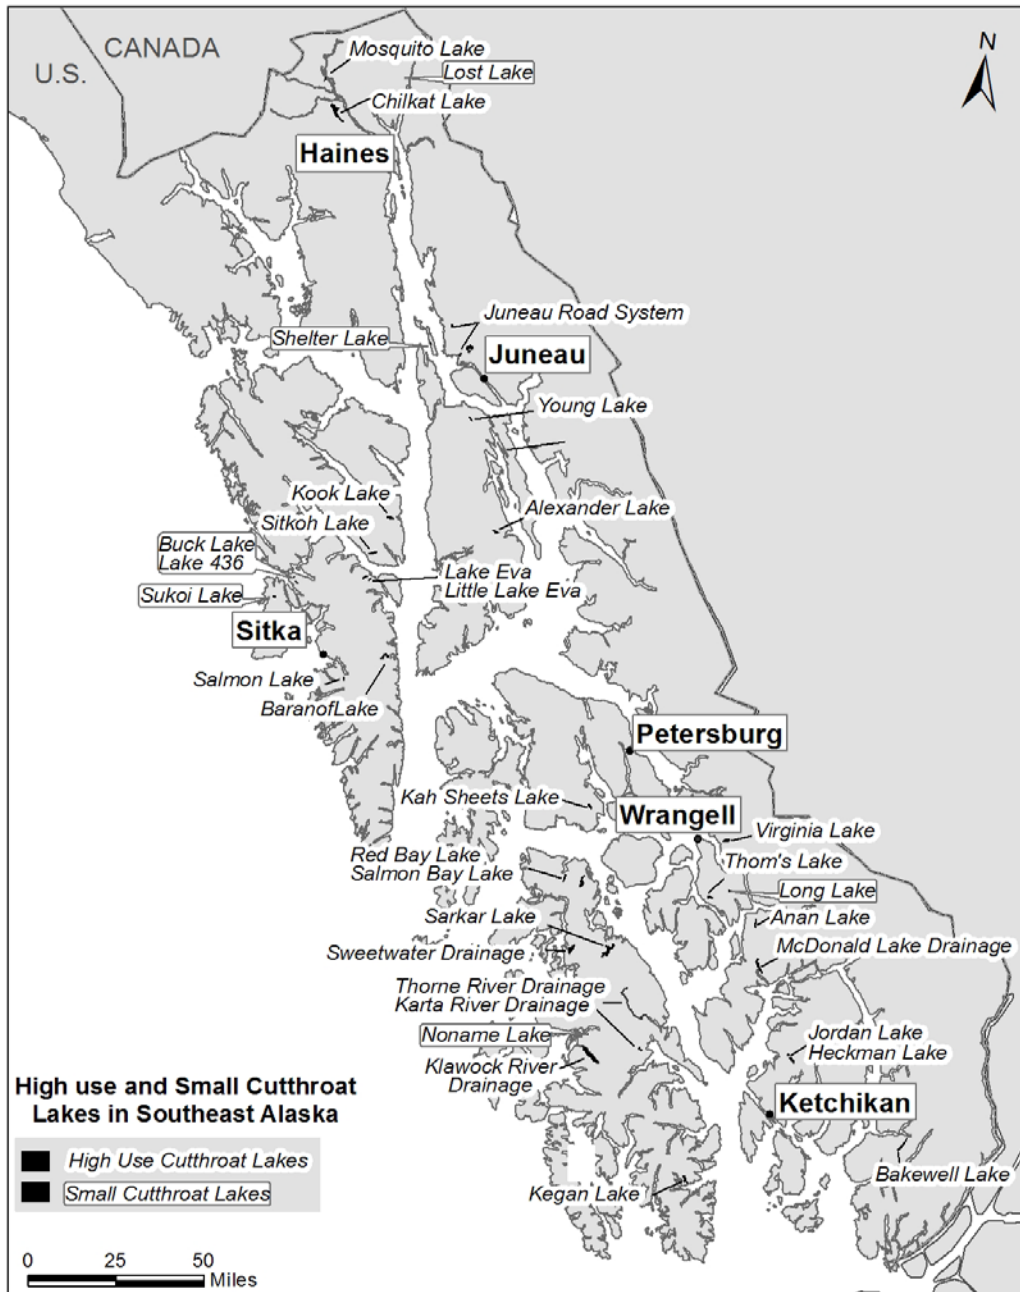 CANADA
U.S.
N
Mosquito Lake
Lost Lake
Chilkat Lake
Haines
Juneau Road System
Shelter Lake
Juneau
Young Lake
Kook Lake
Alexander Lake
Sitkoh Lake
Buck Lake
Lake 436
Lake Eva
Little Lake Eva
Sukoi Lake
Sitka
Salmon Lake
BaranofLake
Petersburg
Kah Sheets Lake
Wrangell
Virginia Lake
Red Bay Lake
Salmon Bay Lake
Thom's Lake
Long Lake
Sarkar Lake
Anan Lake
Sweetwater Drainage
McDonald Lake Drainage
Thorne River Drainage
Karta River Drainage
Noname Lake
Jordan Lake
Heckman Lake
Klawock River
Drainage
Ketchikan
Bakewell Lake
Kegan Lake
High use and Small Cutthroat
Lakes in Southeast Alaska
High Use Cutthroat Lakes
Small Cutthroat Lakes
0 25 50
Miles